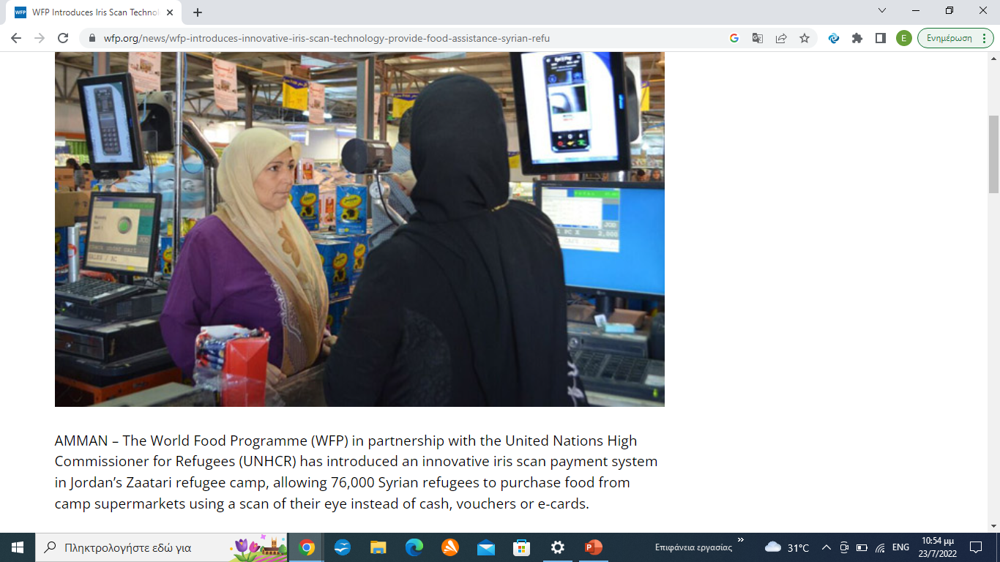 WFP Introduces Iris Scan Technol
wfp.org/news/wfp-introduces-innovative-iris-scan-technology-provide-food-assistance-syrian-refu
E
Ενημέρωση
JOD
JOD
2,000
AMMAN – The World Food Programme (WFP) in partnership with the United Nations High
Commissioner for Refugees (UNHCR) has introduced an innovative iris scan payment system
in Jordan’s Zaatari refugee camp, allowing 76,000 Syrian refugees to purchase food from
camp supermarkets using a scan of their eye instead of cash, vouchers or e-cards.
Πληκτρολογήστε εδώ για
Επιφάνεια εργασίας
31°C
ENG
10:54 μμ
23/7/2022